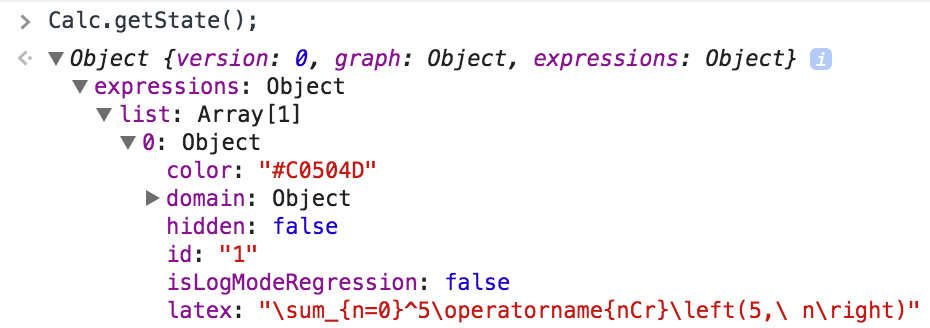 > Calc.getState();
Object {version: 0, graph: Object, expressions: Object} i
expressions: Object
list: Array[1]
0: Object
color: "#C0504D"
domain: Object
hidden: false
id: "1"
isLogModeRegression: false
latex: "\sum_{n=0}^5\operatorname{nCr}\left(5,\ n\right)"